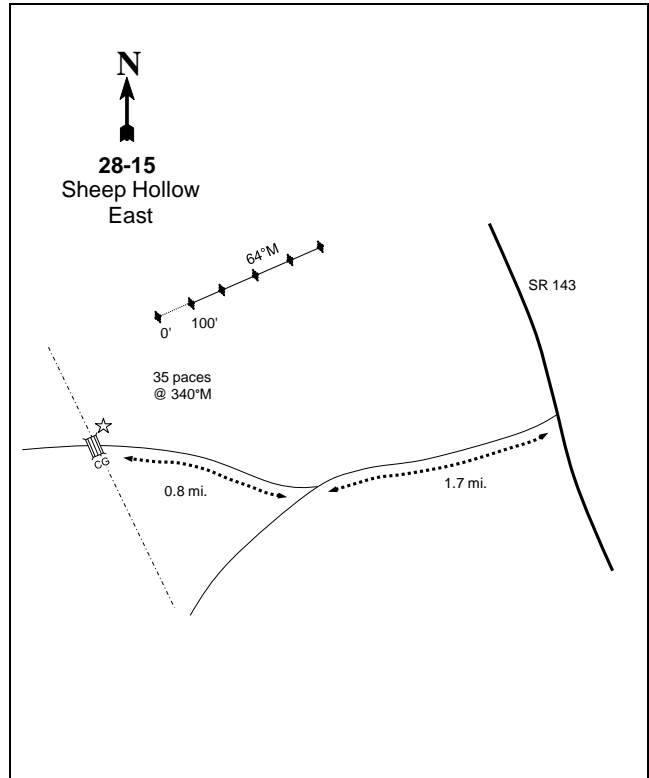 N
28-15
Sheep Hollow
East
64°M
SR 143
0'
100'
35 paces
@ 340°M
CG
0.8 mi.
1.7 mi.